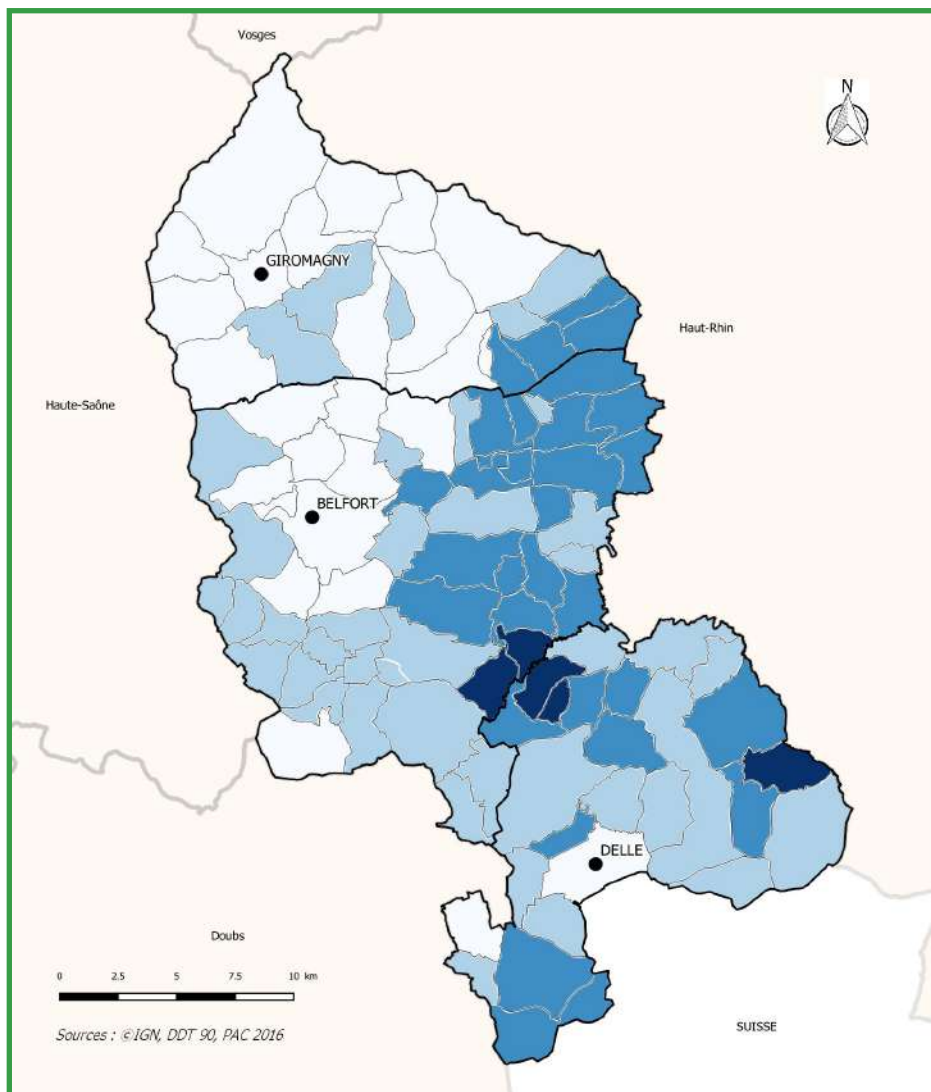 Vosges
N
GIROMAGNY
Haut-Rhin
Haute-Saône
BELFORT
DELLE
Doubs
0 2.5 5 7.5 10 km
Sources : ©IGN, DDT 90, PAC 2016
SUISSE